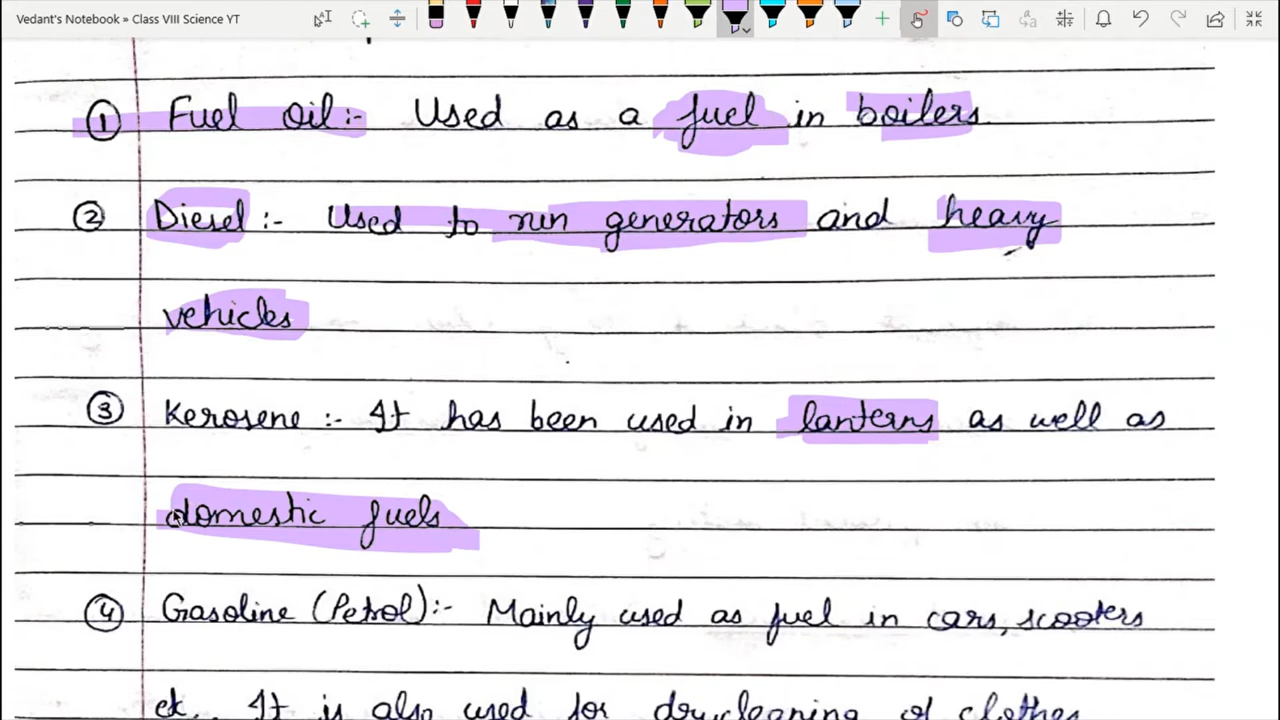 Vedant's Notebook » Class VIII Science YT
① Fuel Oil:- Used as a fuel in boilers.
② Diesel :- Used to run generators and heavy
vehicles
③ Kerosene :- It has been used in lanterns as well as
domestic fuels
④ Gasoline (Petrol):- Mainly used as fuel in cars, scooters
etc. It is also used for dry cleaning of clothes